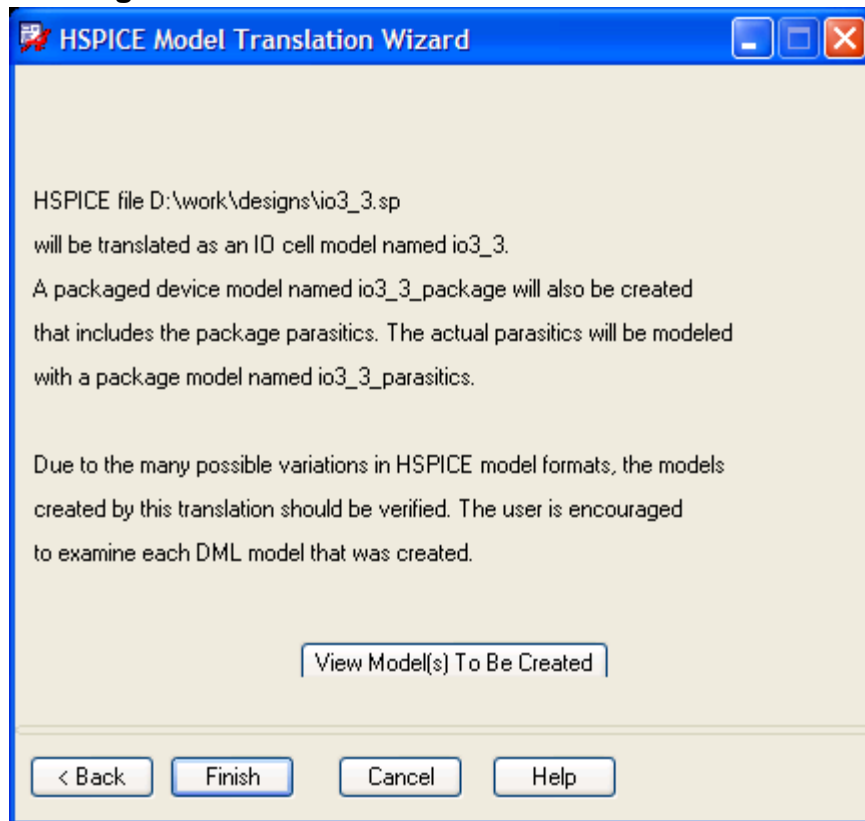 HSPICE Model Translation Wizard
HSPICE file D:\work\designs\io3_3.sp
will be translated as an IO cell model named io3_3.
A packaged device model named io3_3_package will also be created
that includes the package parasitics. The actual parasitics will be modeled
with a package model named io3_3_parasitics.
Due to the many possible variations in HSPICE model formats, the models
created by this translation should be verified. The user is encouraged
to examine each DML model that was created.
View Model(s) To Be Created
< Back Finish Cancel Help